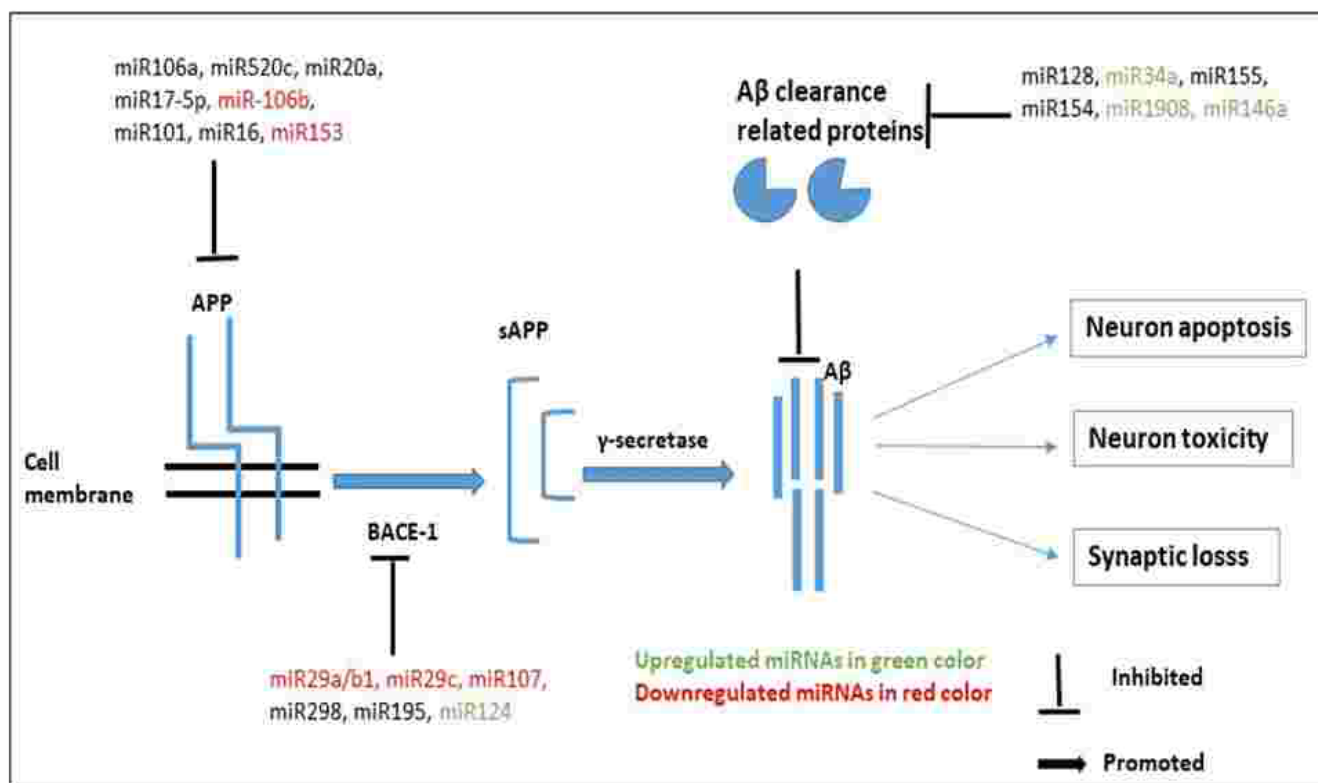 miR106a, miR520c, miR20a,
miR17-5p, miR-106b,
miR101, miR16, miR153
Aβ clearance
related proteins
miR128, miR34a, miR155,
miR154, miR1908, miR146a
APP
sAPP
Aβ
Neuron apoptosis
γ-secretase
Neuron toxicity
Cell
membrane
BACE-1
Synaptic losss
miR29a/b1, miR29c, miR107,
miR298, miR195, miR124
Upregulated miRNAs in green color
Downregulated miRNAs in red color
Inhibited
Promoted